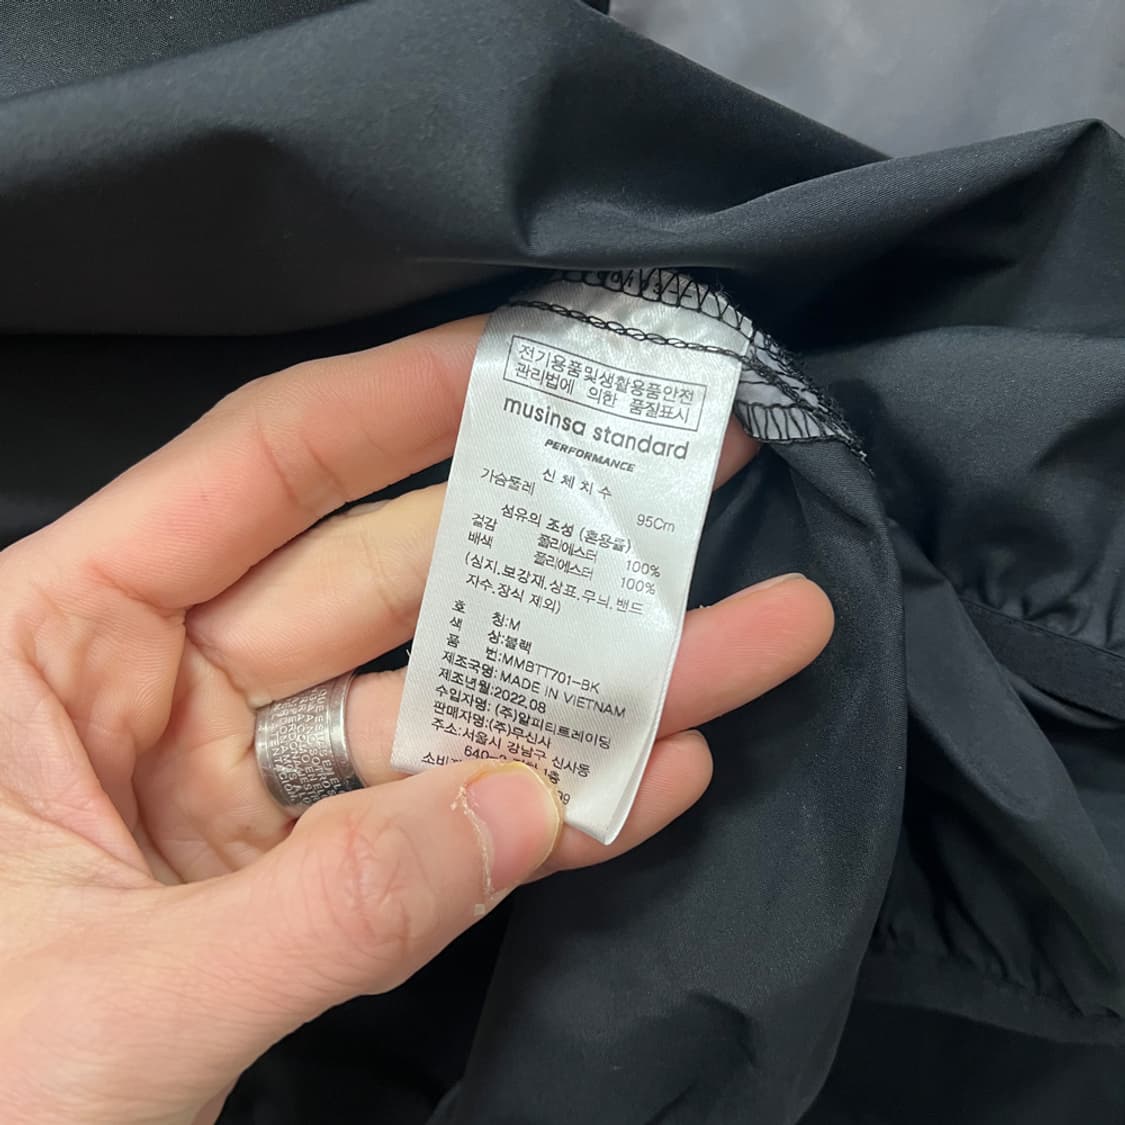 전기용품및생활용품안전
관리법에 의한 품질표시
musinsa standard
PERFORMANCE
신체치수
가슴둘레 95Cm
섬유의 조성 (혼용률)
겉감 폴리에스터 100%
배색 폴리에스터 100%
(심지,보강재,상표,무늬,밴드
자수,장식 제외)
호 칭:M
색 상:블랙
품 번:MMBTT701-BK
제조국명: MADE IN VIETNAM
제조년월:2022.08
수입자명: (주)알피티트레이딩
판매자명:(주)무신사
주소:서울시 강남구 신사동
640-2 1층
99